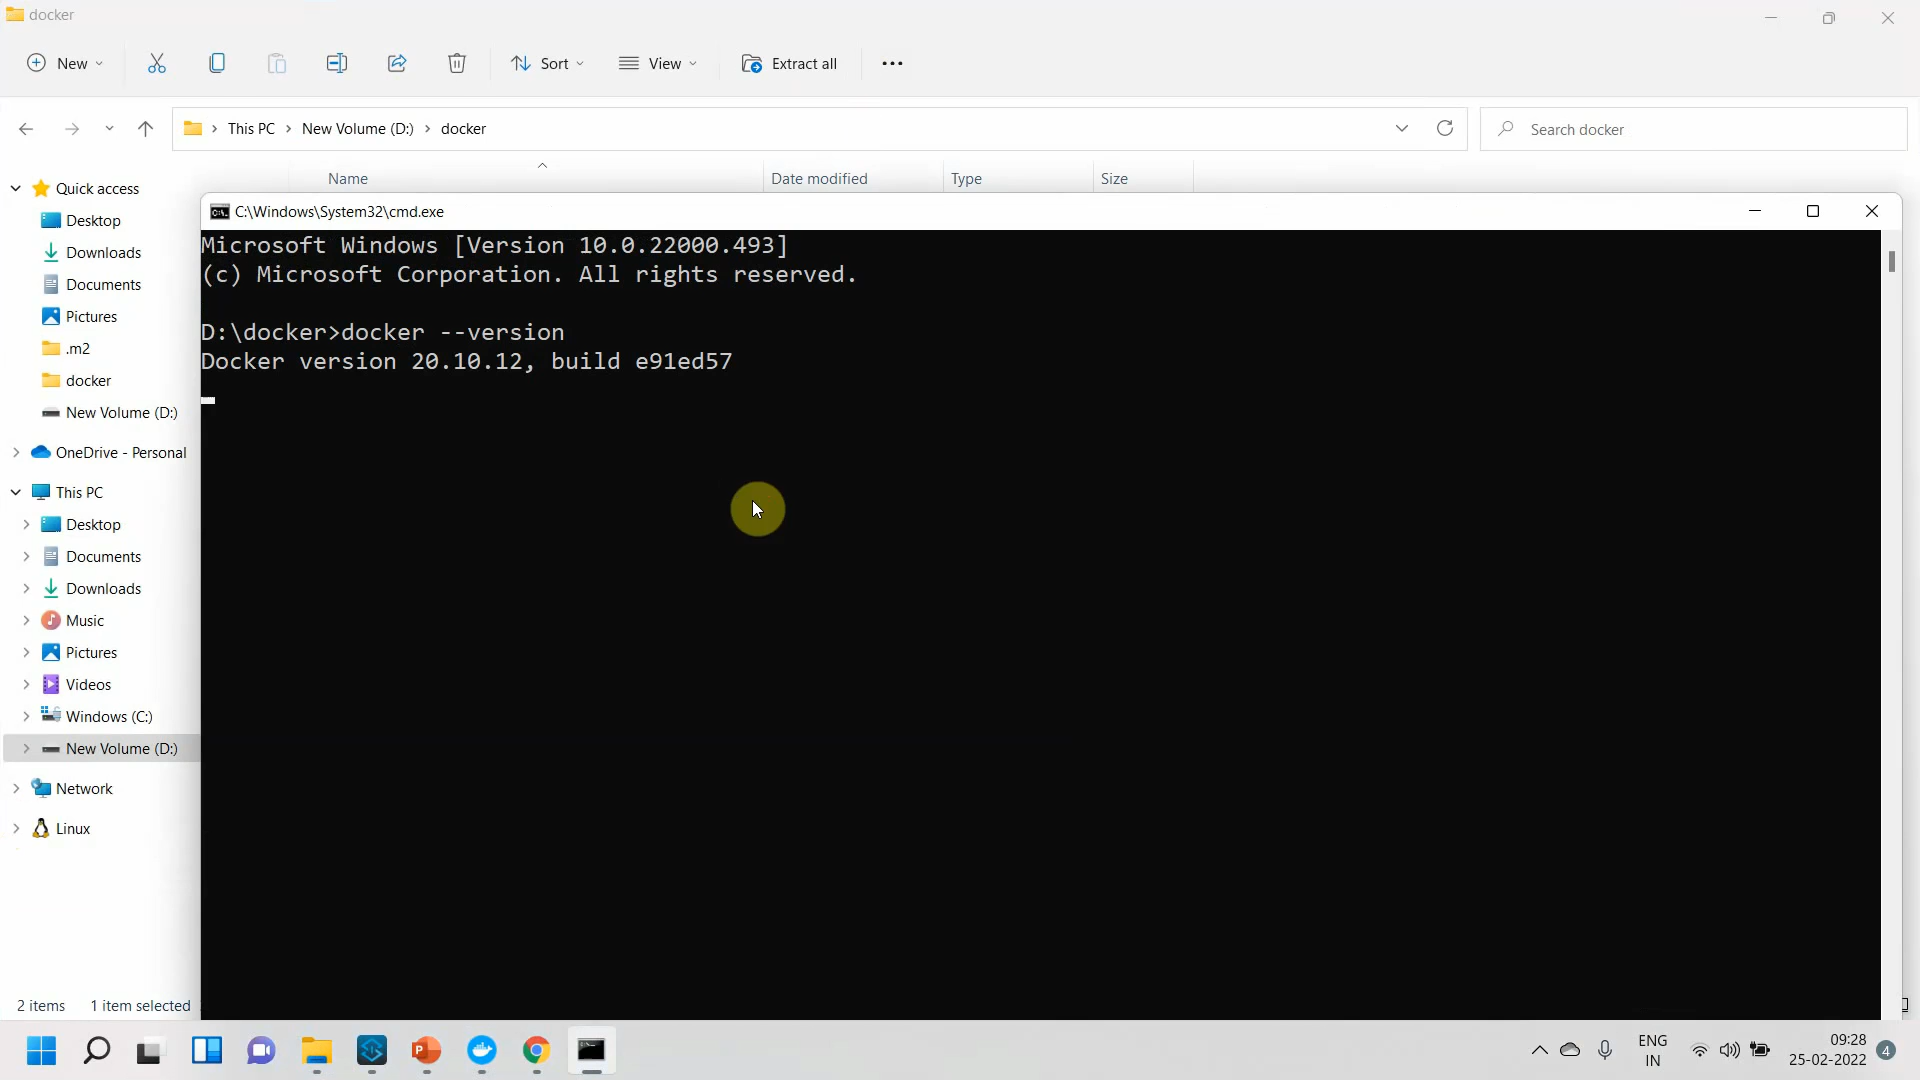 docker
New
Sort
View
Extract all
This PC
New Volume (D:)
docker
Search docker
Name
Date modified
Type
Size
Quick access
Desktop
Downloads
Documents
Pictures
.m2
docker
New Volume (D:)
OneDrive - Personal
This PC
Desktop
Documents
Downloads
Music
Pictures
Videos
Windows (C:)
New Volume (D:)
Network
Linux
2 items
1 item selected
C:\Windows\System32\cmd.exe
Microsoft Windows [Version 10.0.22000.493]
(c) Microsoft Corporation. All rights reserved.
D:\docker>docker --version
Docker version 20.10.12, build e91ed57
ENG
IN
09:28
25-02-2022
4